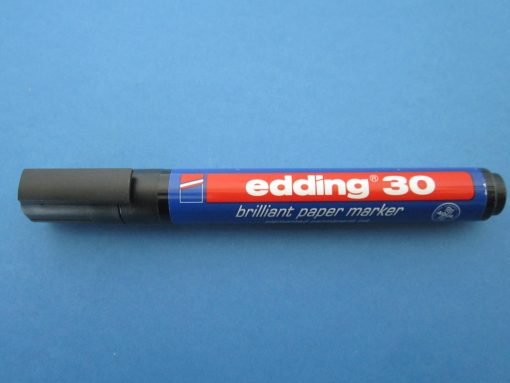 edding® 30
brilliant paper marker